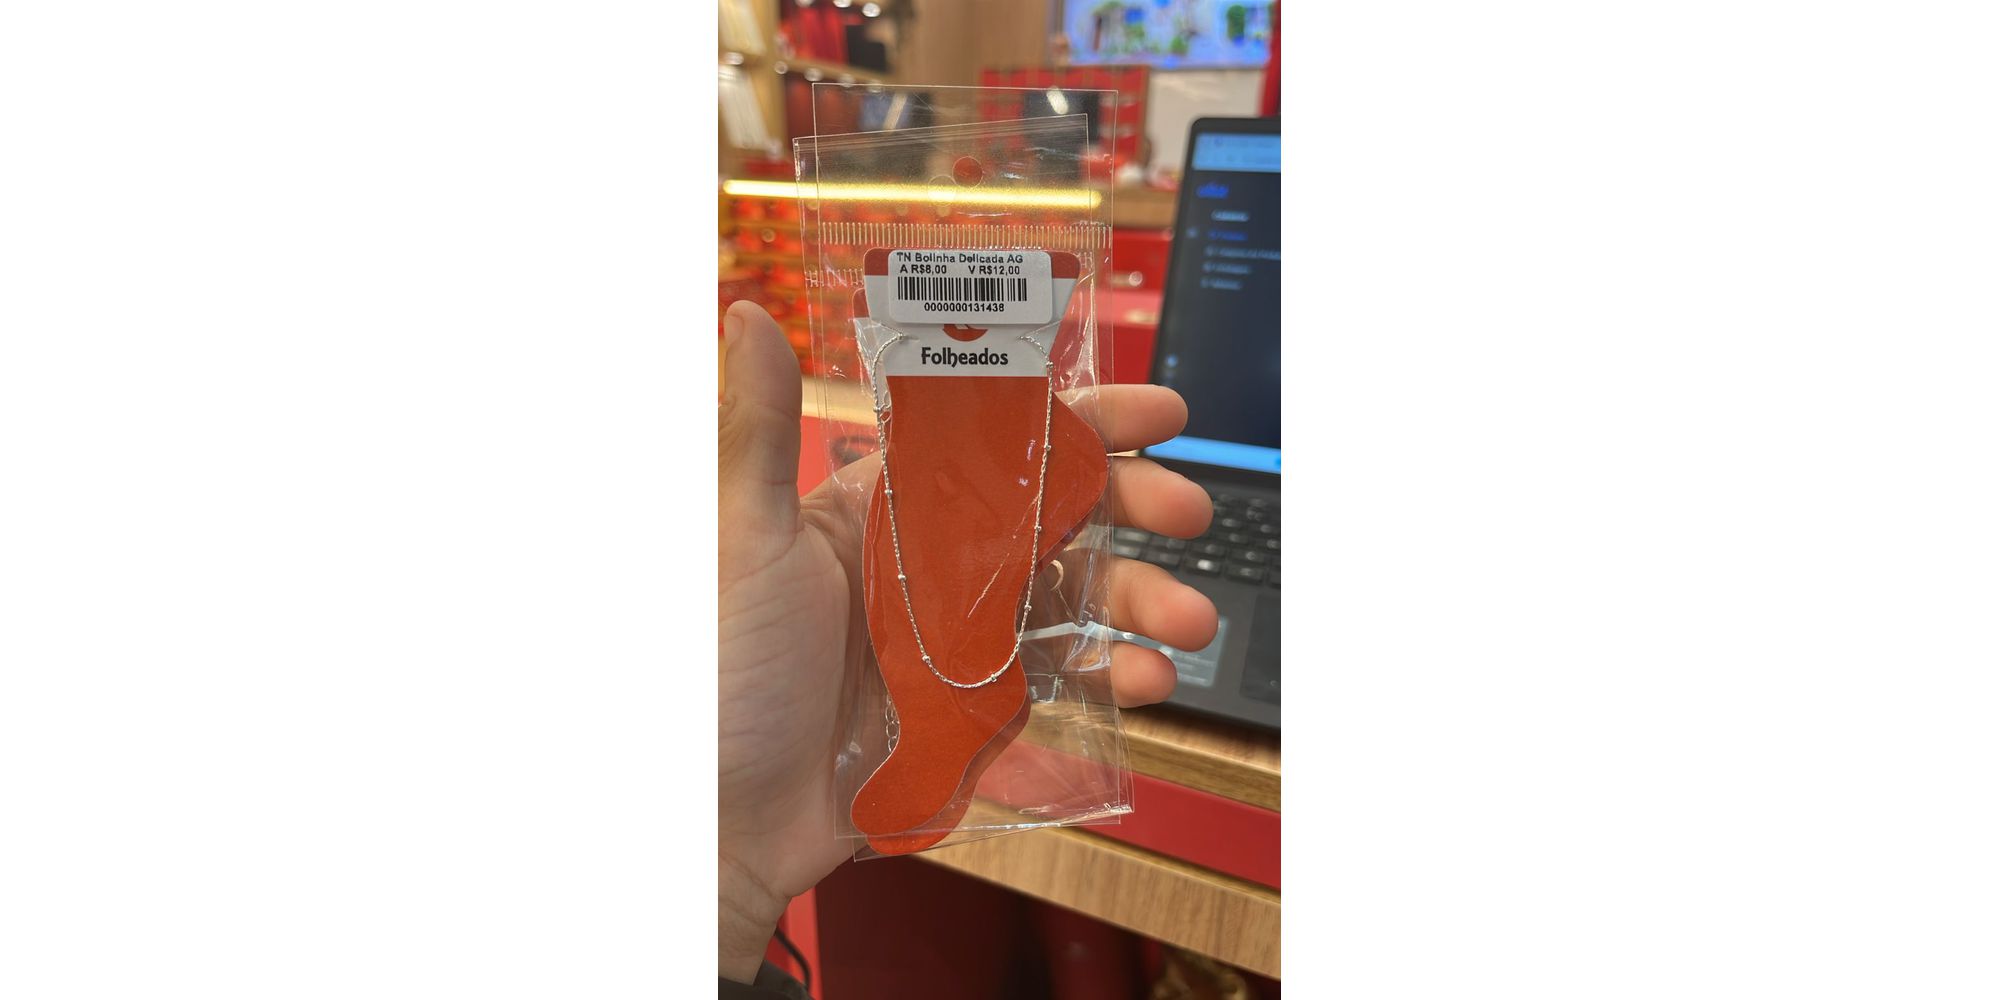 TN Bolinha Delicada AG
A R$8,00 V R$12,00
0000000131438
Folheados